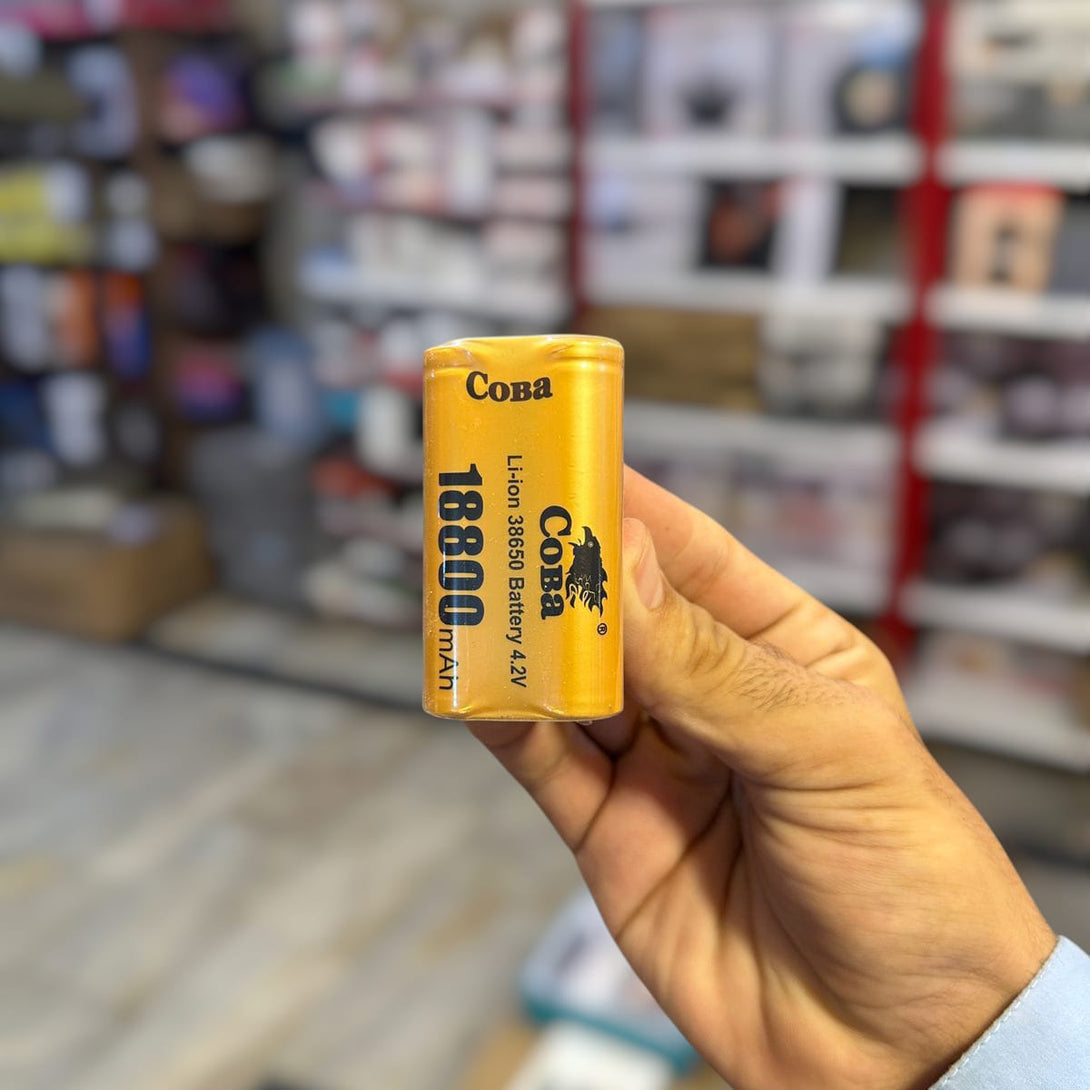 COBA
18800mAh
Li-ion 38650 Battery 4.2V
COBA
®